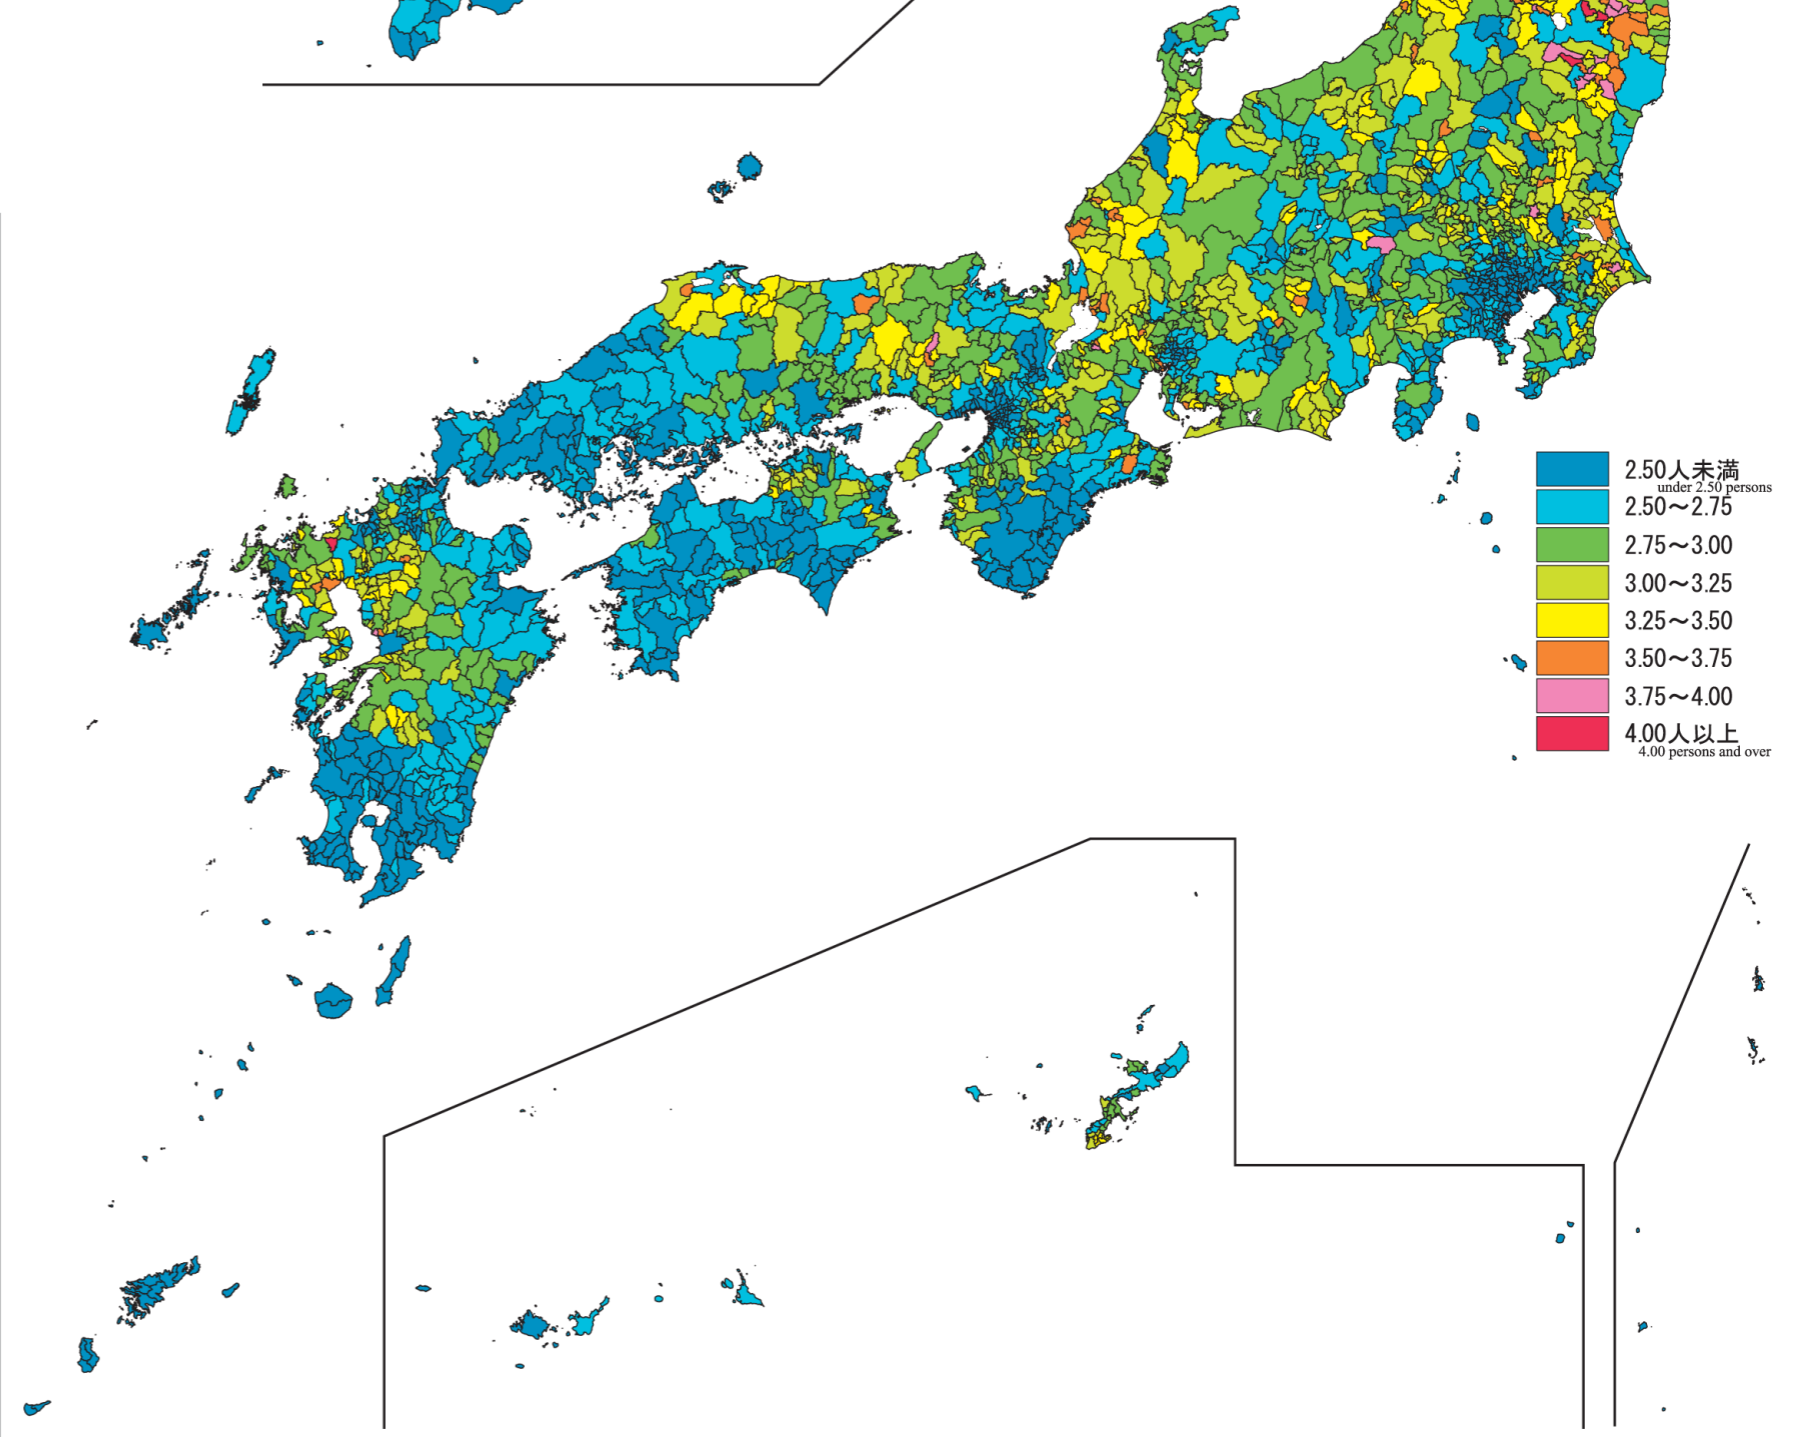 2.50人未満
under 2.50 persons
2.50～2.75
2.75～3.00
3.00～3.25
3.25～3.50
3.50～3.75
3.75～4.00
4.00人以上
4.00 persons and over